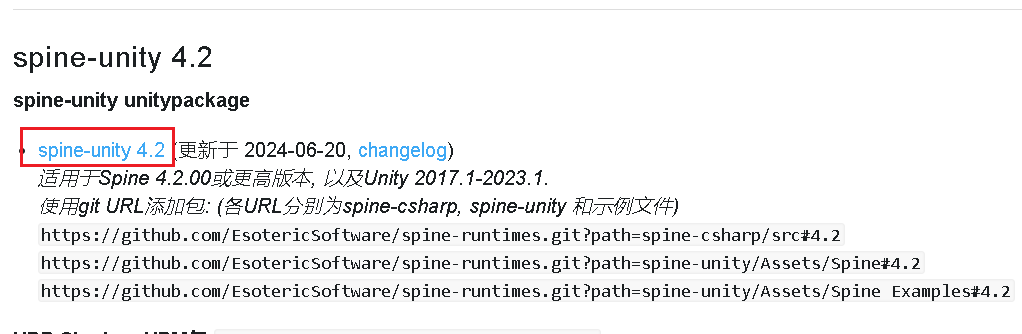 spine-unity 4.2
spine-unity unitypackage
• spine-unity 4.2 (更新于 2024-06-20, changelog)
适用于Spine 4.2.00或更高版本, 以及Unity 2017.1-2023.1.
使用git URL添加包: (各URL分别为spine-csharp, spine-unity 和示例文件)
https://github.com/EsotericSoftware/spine-runtimes.git?path=spine-csharp/src#4.2
https://github.com/EsotericSoftware/spine-runtimes.git?path=spine-unity/Assets/Spine#4.2
https://github.com/EsotericSoftware/spine-runtimes.git?path=spine-unity/Assets/Spine Examples#4.2